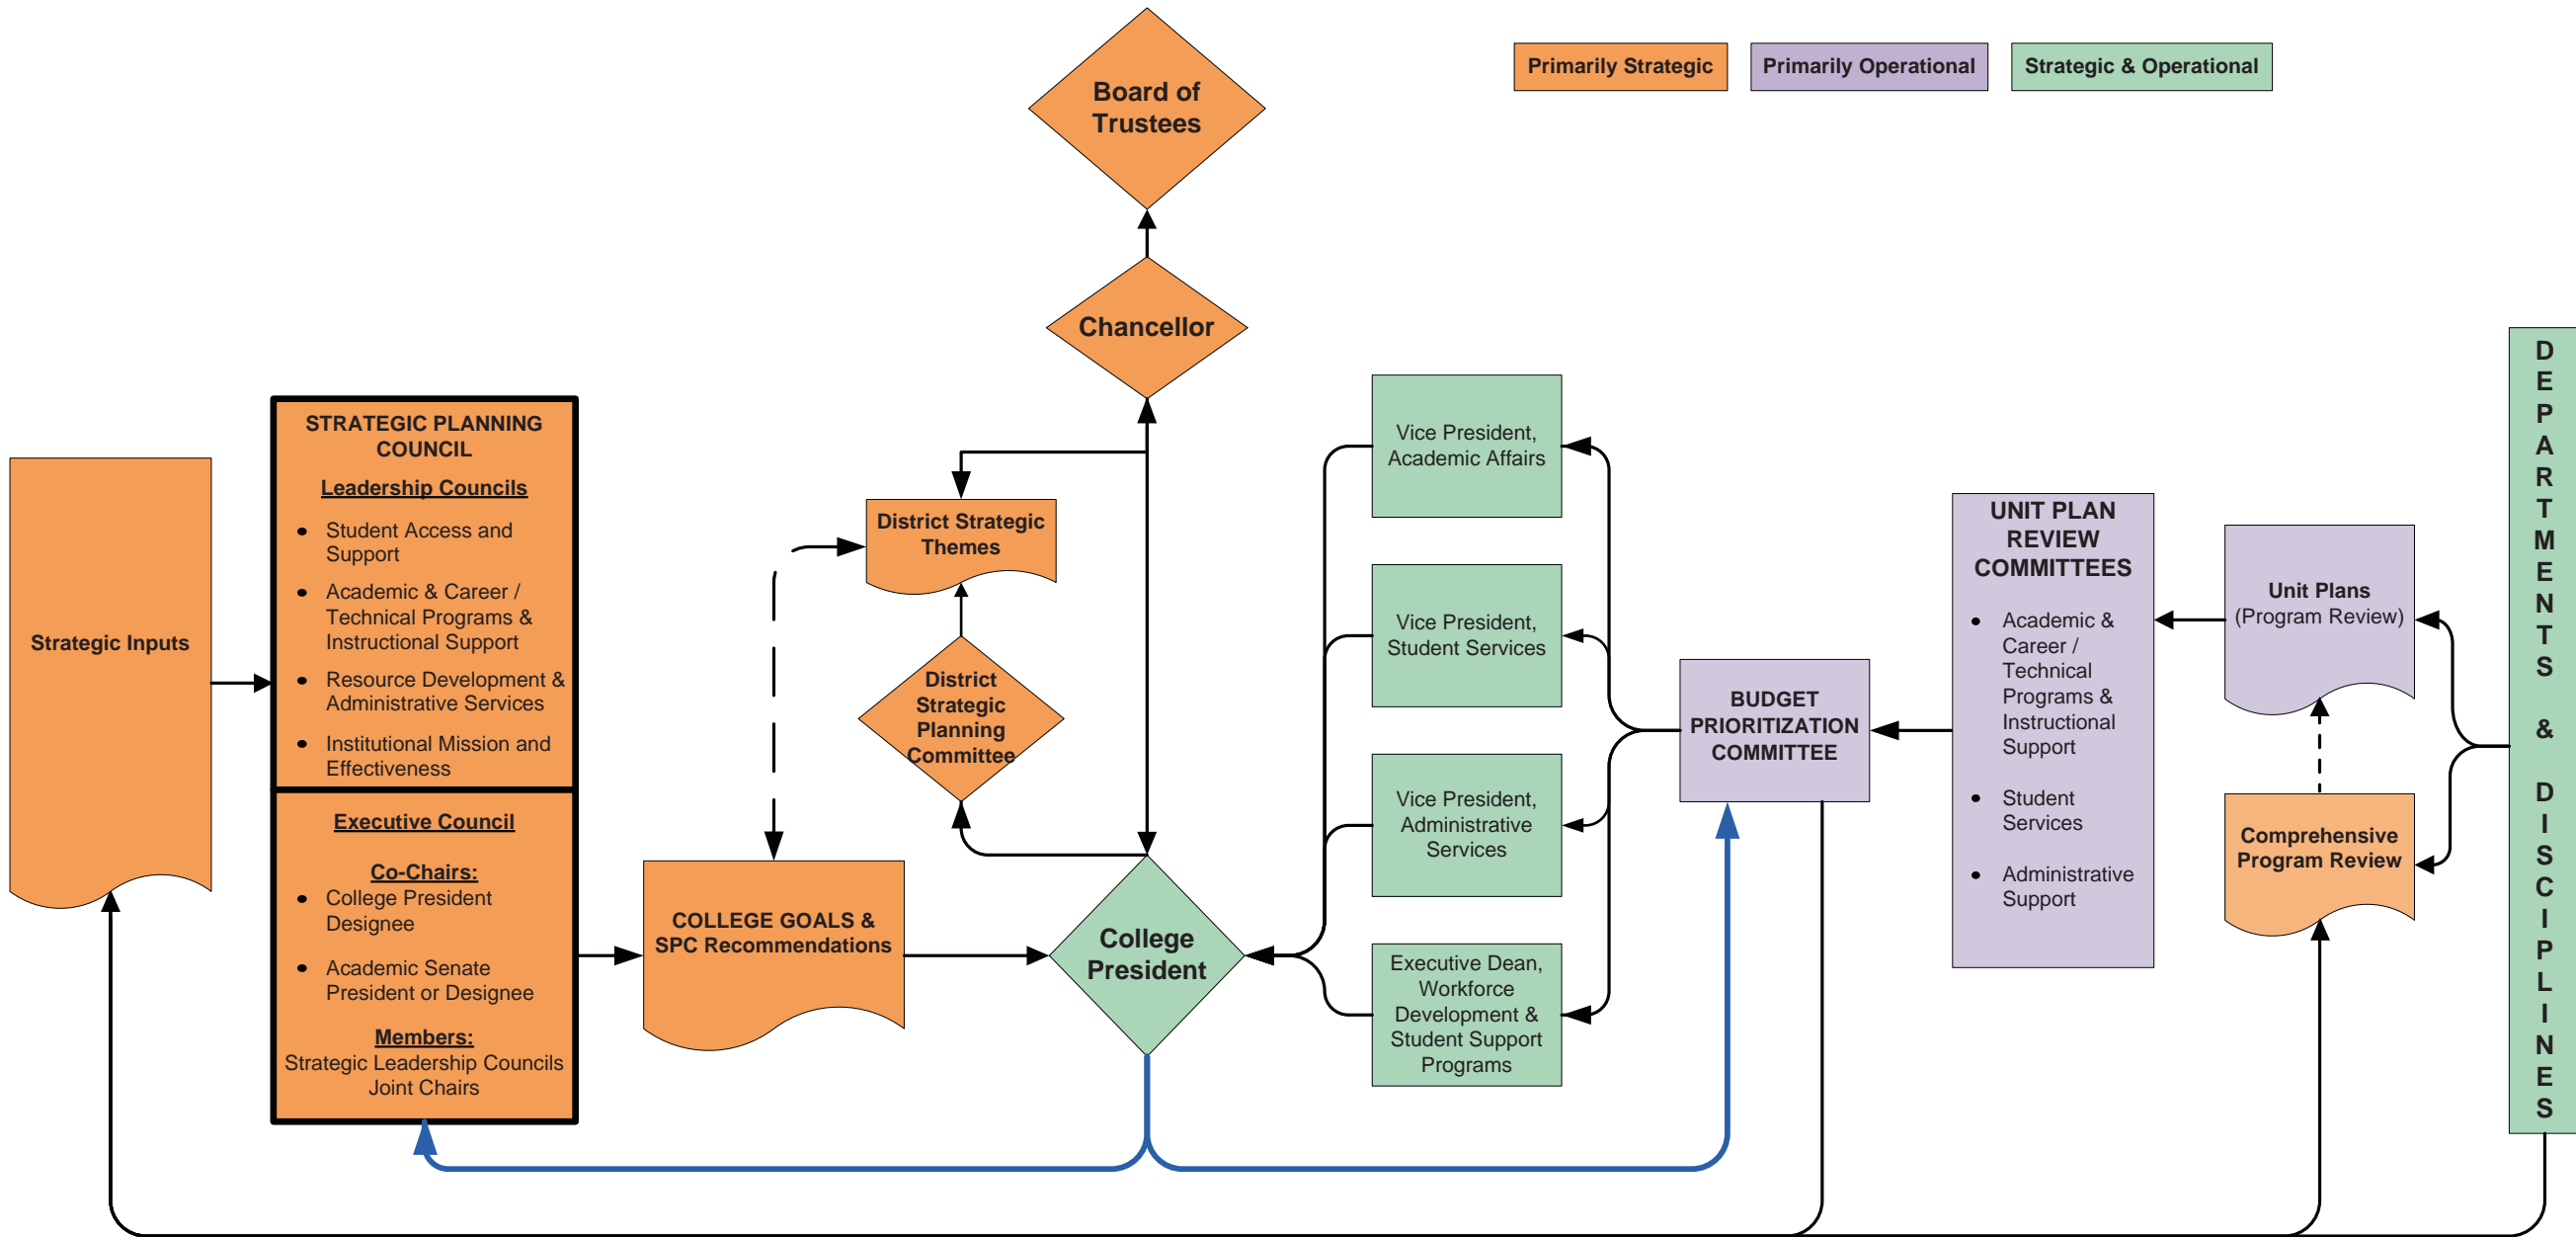 Board of
Trustees
Primarily Strategic
Primarily Operational
Strategic & Operational
Chancellor
Strategic Inputs
STRATEGIC PLANNING
COUNCIL
Leadership Councils
• Student Access and
Support
• Academic & Career /
Technical Programs &
Instructional Support
• Resource Development &
Administrative Services
• Institutional Mission and
Effectiveness
Executive Council
Co-Chairs:
• College President
Designee
• Academic Senate
President or Designee
Members:
Strategic Leadership Councils
Joint Chairs
District Strategic
Themes
District
Strategic
Planning
Committee
COLLEGE GOALS &
SPC Recommendations
College
President
Vice President,
Academic Affairs
Vice President,
Student Services
Vice President,
Administrative
Services
Executive Dean,
Workforce
Development &
Student Support
Programs
BUDGET
PRIORITIZATION
COMMITTEE
UNIT PLAN
REVIEW
COMMITTEES
• Academic &
Career /
Technical
Programs &
Instructional
Support
• Student
Services
• Administrative
Support
Unit Plans
(Program Review)
Comprehensive
Program Review
DEPARTMENTS & DISCIPLINES